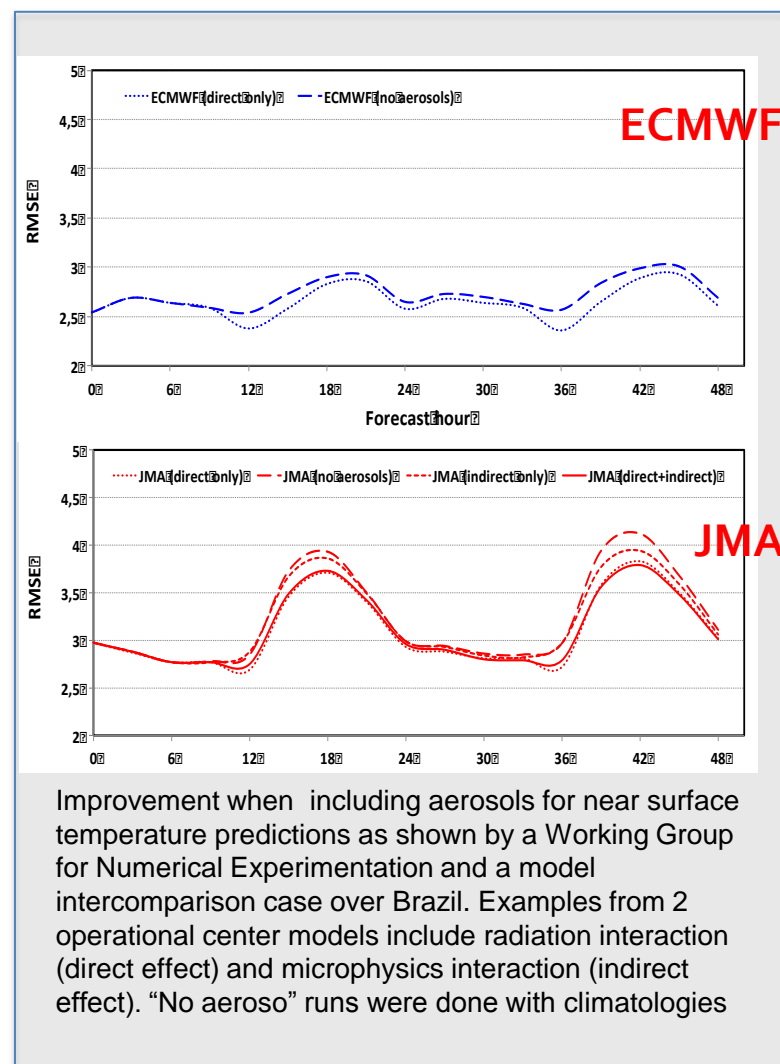 5⍰
ECMWF⍰(direct⍰only)⍰ ECMWF⍰(no⍰aerosols)⍰
4,5⍰
ECMWF
4⍰
3,5⍰
RMSE⍰
3⍰
2,5⍰
2⍰
0⍰ 6⍰ 12⍰ 18⍰ 24⍰ 30⍰ 36⍰ 42⍰ 48⍰
Forecast⍰hour⍰
5⍰
JMA⍰(direct⍰only)⍰ JMA⍰(no⍰aerosols)⍰ JMA⍰(indirect⍰only)⍰ JMA⍰(direct+indirect)⍰
4,5⍰
JMA
4⍰
3,5⍰
RMSE⍰
3⍰
2,5⍰
2⍰
0⍰ 6⍰ 12⍰ 18⍰ 24⍰ 30⍰ 36⍰ 42⍰ 48⍰
Improvement when including aerosols for near surface
temperature predictions as shown by a Working Group
for Numerical Experimentation and a model
intercomparison case over Brazil. Examples from 2
operational center models include radiation interaction
(direct effect) and microphysics interaction (indirect
effect). “No aeroso” runs were done with climatologies